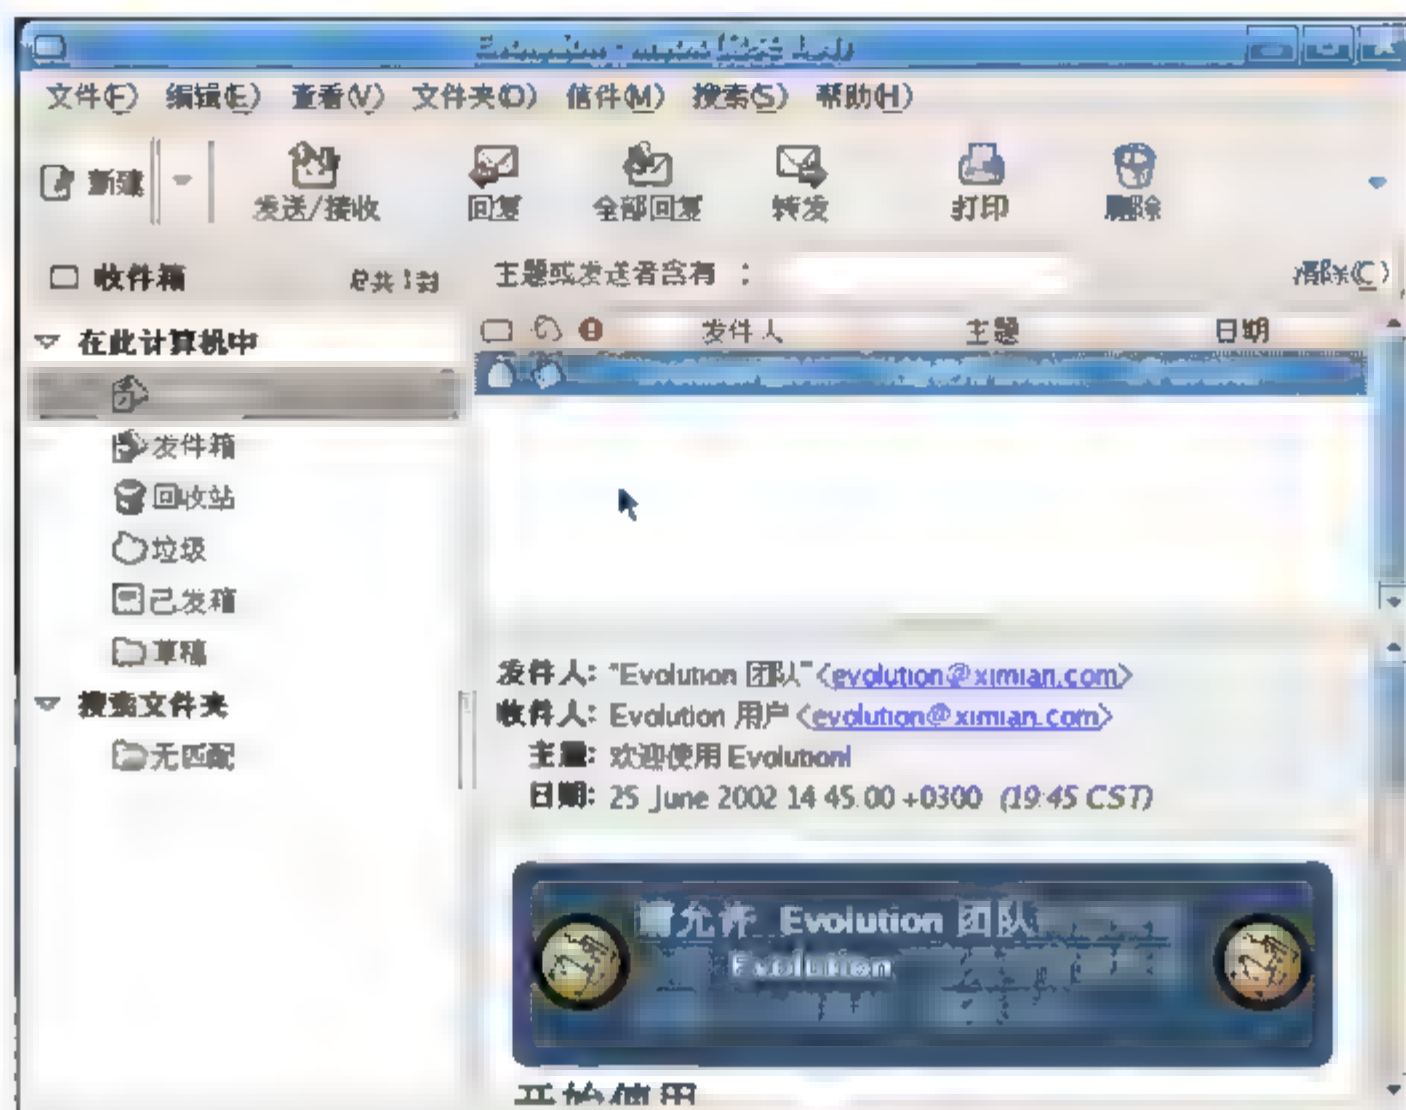 文件(F) 编辑(E) 查看(V) 文件夹(O) 信件(M) 搜索(S) 帮助(H)
新建 发送/接收 回复 全部回复 转发 打印 删除
收件箱 总共 1 封 主题或发送者含有 : 清除(C)
在此计算机中
发件人 主题 日期
发件箱
回收站
垃圾
已发箱
草稿
搜索文件夹
无匹配
发件人: "Evolution 团队" <evolution@ximian.com>
收件人: Evolution 用户 <evolution@ximian.com>
主题: 欢迎使用 Evolution!
日期: 25 June 2002 14:45:00 +0300 (19:45 CST)
允许 Evolution 团队
Evolution
开始使用